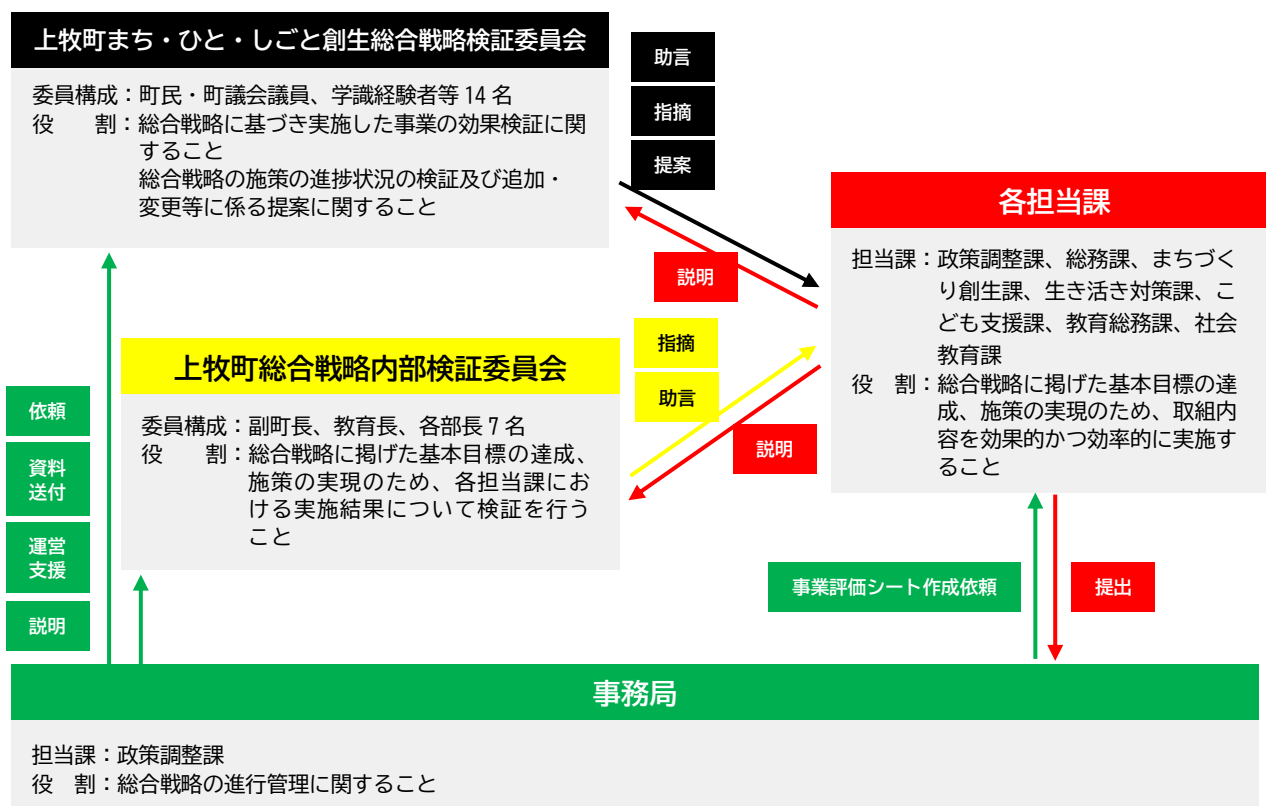 上牧町まち・ひと・しごと創生総合戦略検証委員会
委員構成：町民・町議会議員、学識経験者等 14 名
役　　割：総合戦略に基づき実施した事業の効果検証に関
すること
総合戦略の施策の進捗状況の検証及び追加・
変更等に係る提案に関すること
助言
指摘
提案
説明
各担当課
担当課：政策調整課、総務課、まちづく
り創生課、生き活き対策課、こ
ども支援課、教育総務課、社会
教育課
役　割：総合戦略に掲げた基本目標の達
成、施策の実現のため、取組内
容を効果的かつ効率的に実施す
ること
上牧町総合戦略内部検証委員会
委員構成：副町長、教育長、各部長 7 名
役　　割：総合戦略に掲げた基本目標の達成、
施策の実現のため、各担当課にお
ける実施結果について検証を行う
こと
指摘
助言
説明
依頼
資料
送付
運営
支援
説明
事業評価シート作成依頼
提出
事務局
担当課：政策調整課
役　割：総合戦略の進行管理に関すること